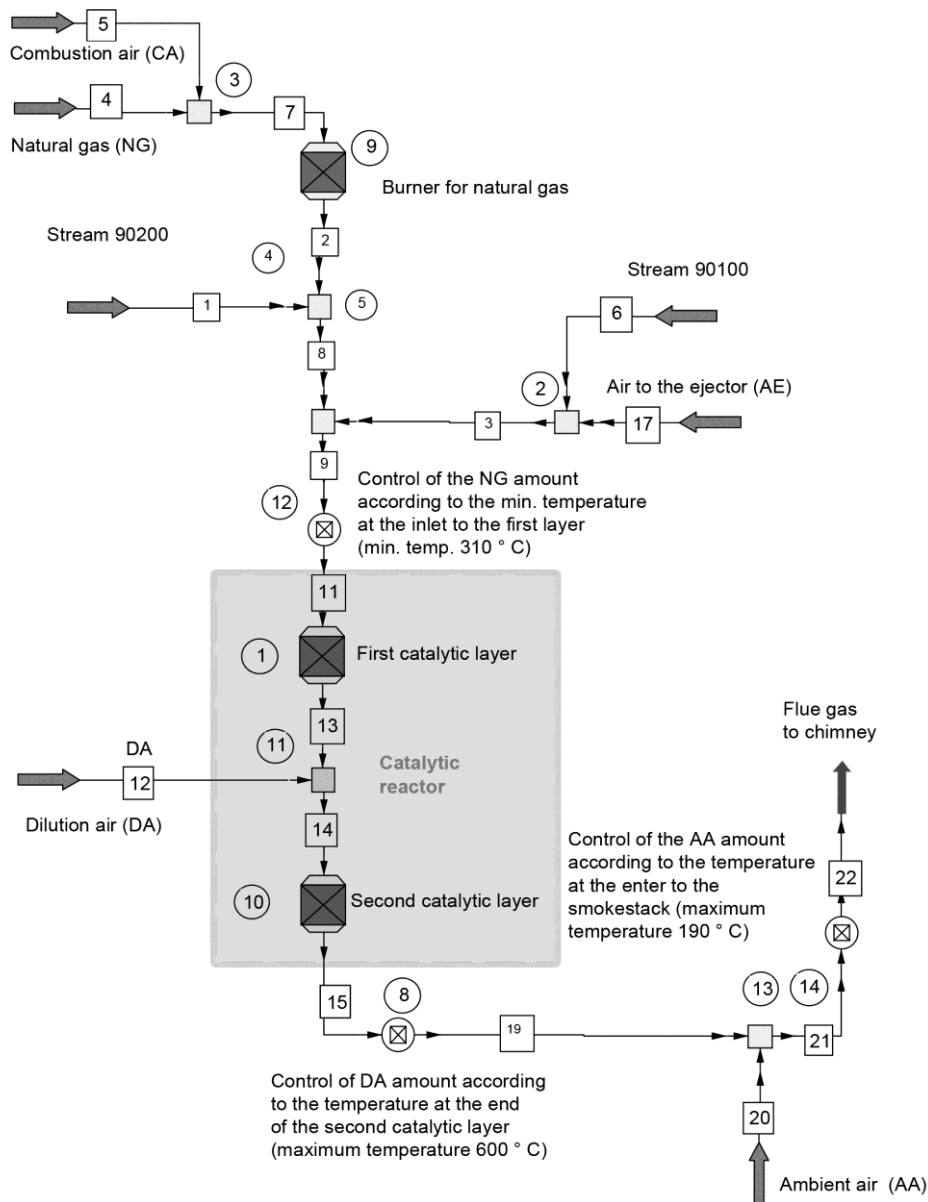 5
Combustion air (CA)
3
4
7
Natural gas (NG)
9
Burner for natural gas
2
Stream 90200
4
Stream 90100
1
5
6
8
2
Air to the ejector (AE)
3
17
9
Control of the NG amount
according to the min. temperature
at the inlet to the first layer
(min. temp. 310 ° C)
12
11
1
First catalytic layer
13
Flue gas
to chimney
11
DA
12
Catalytic
reactor
Dilution air (DA)
14
Control of the AA amount
according to the temperature
at the enter to the
smokestack (maximum
temperature 190 ° C)
22
10
Second catalytic layer
15
8
13
14
19
21
Control of DA amount according
to the temperature at the end
of the second catalytic layer
(maximum temperature 600 ° C)
20
Ambient air (AA)